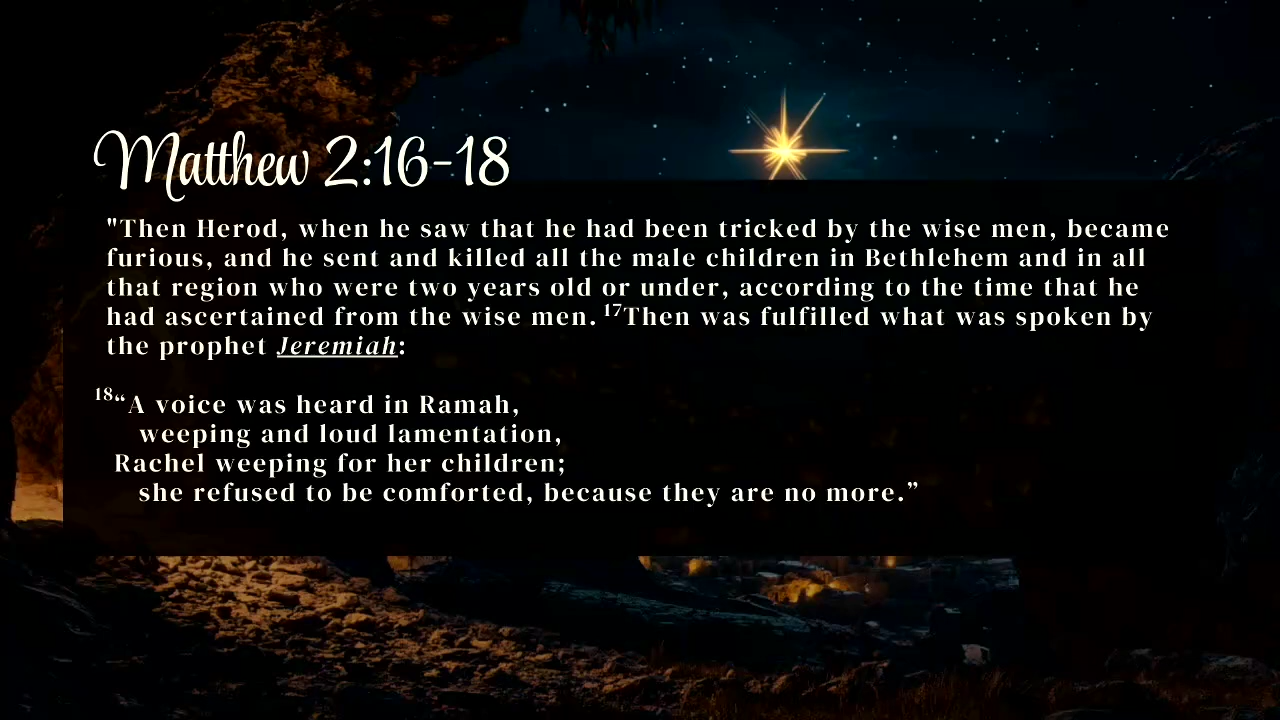 Matthew 2:16-18
"Then Herod, when he saw that he had been tricked by the wise men, became
furious, and he sent and killed all the male children in Bethlehem and in all
that region who were two years old or under, according to the time that he
had ascertained from the wise men. 17Then was fulfilled what was spoken by
the prophet Jeremiah:
18“A voice was heard in Ramah,
weeping and loud lamentation,
Rachel weeping for her children;
she refused to be comforted, because they are no more.”